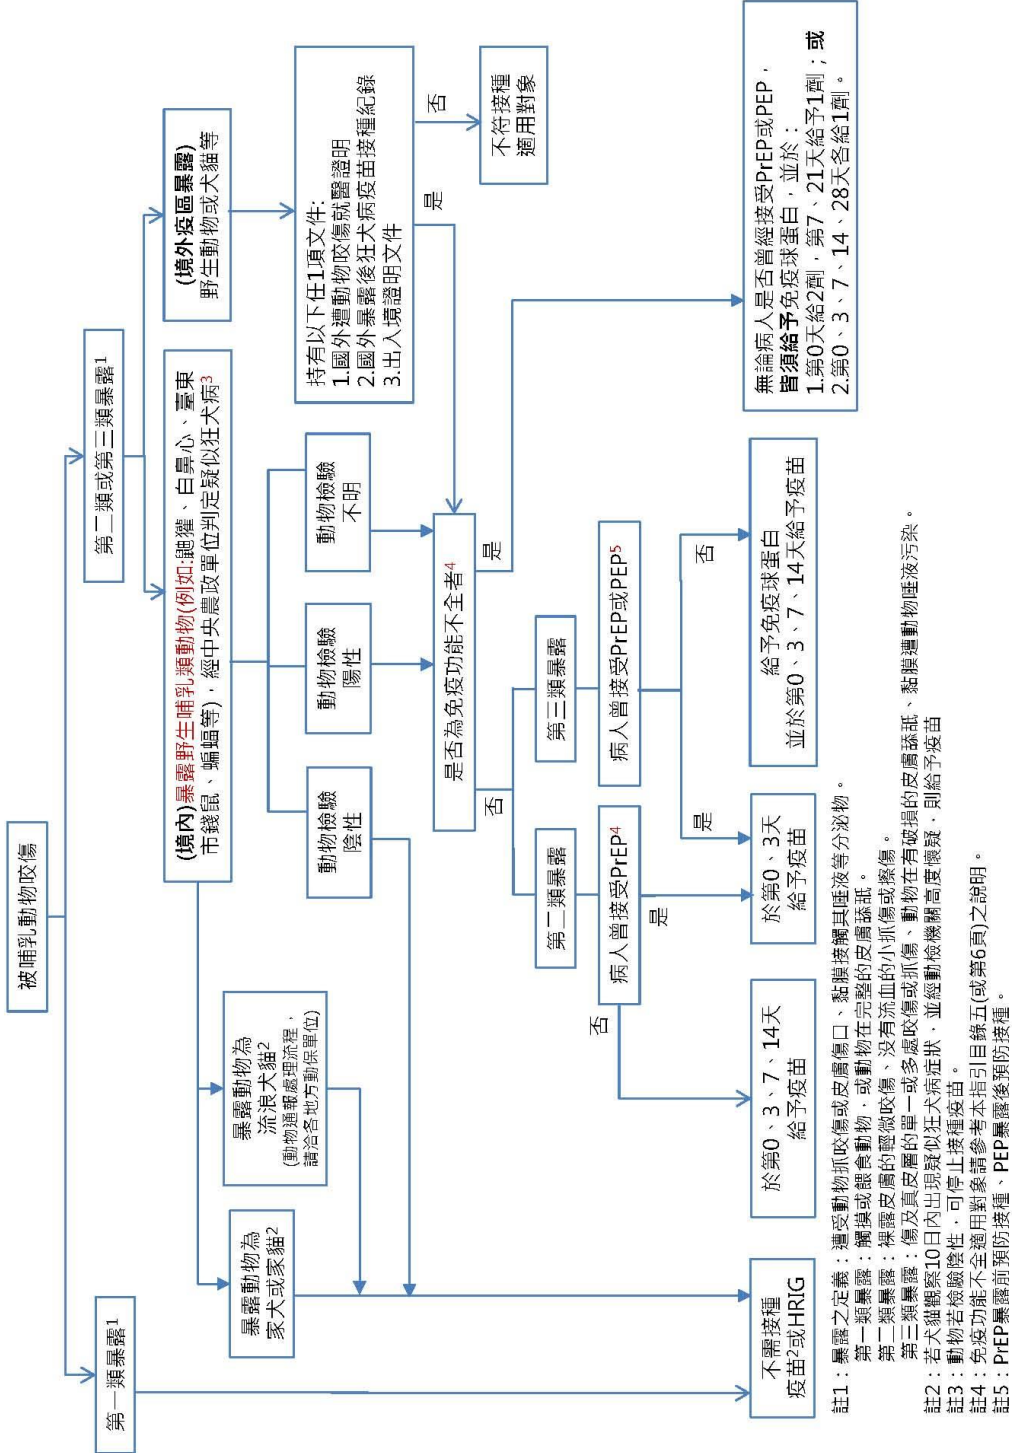 被哺乳動物咬傷
第一類暴露1
第二類或第三類暴露1
暴露動物為
家犬或家貓2
暴露動物為
流浪犬貓2
(動物通報處理流程，
請洽各地方動保單位)
(境內)暴露野生哺乳類動物(例如:鼬獾、白鼻心、臺東
市錢鼠、蝙蝠等)，經中央農政單位判定疑似狂犬病3
(境外疫區暴露)
野生動物或犬貓等
動物檢驗
陰性
動物檢驗
陽性
動物檢驗
不明
持有以下任1項文件:
1.國外遭動物咬傷就醫證明
2.國外暴露後狂犬病疫苗接種紀錄
3.出入境證明文件
是
否
不符接種
適用對象
是否為免疫功能不全者4
否
是
第二類暴露
第三類暴露
病人曾接受PrEP4
病人曾接受PrEP或PEP5
否
是
是
否
不需接種
疫苗2或HRIG
於第0、3、7、14天
給予疫苗
於第0、3天
給予疫苗
給予免疫球蛋白
並於第0、3、7、14天給予疫苗
無論病人是否曾經接受PrEP或PEP，
皆須給予免疫球蛋白，並於：
1.第0天給2劑，第7、21天給予1劑；或
2.第0、3、7、14、28天各給1劑。
註1：暴露之定義：遭受動物抓咬傷或皮膚傷口、黏膜接觸其唾液等分泌物。
第一類暴露：觸摸或餵食動物，或動物在完整的皮膚舔舐。
第二類暴露：裸露皮膚的輕微咬傷、沒有流血的小抓傷或擦傷。
第三類暴露：傷及真皮層的單一或多處咬傷或抓傷、動物在有破損的皮膚舔舐、黏膜遭動物唾液污染。
註2：若犬貓觀察10日內出現疑似狂犬病症狀，並經動檢機關高度懷疑，則給予疫苗
註3：動物若檢驗陰性，可停止接種疫苗。
註4：免疫功能不全適用對象請參考本指引目錄五(或第6頁)之說明。
註5：PrEP暴露前預防接種、PEP暴露後預防接種。